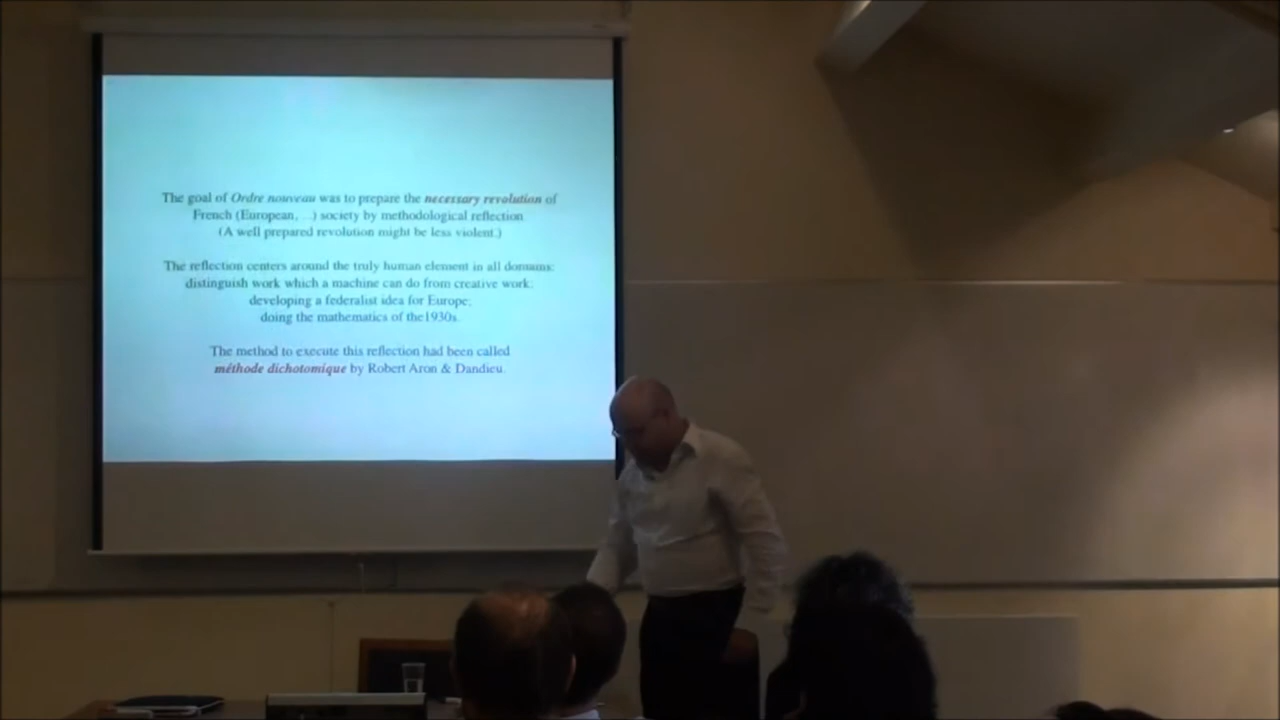 The goal of Ordre nouveau was to prepare the necessary revolution of
French (European, ...) society by methodological reflection
(A well prepared revolution might be less violent.)
The reflection centers around the truly human element in all domains:
distinguish work which a machine can do from creative work;
developing a federalist idea for Europe;
doing the mathematics of the1930s.
The method to execute this reflection had been called
méthode dichotomique by Robert Aron & Dandieu.